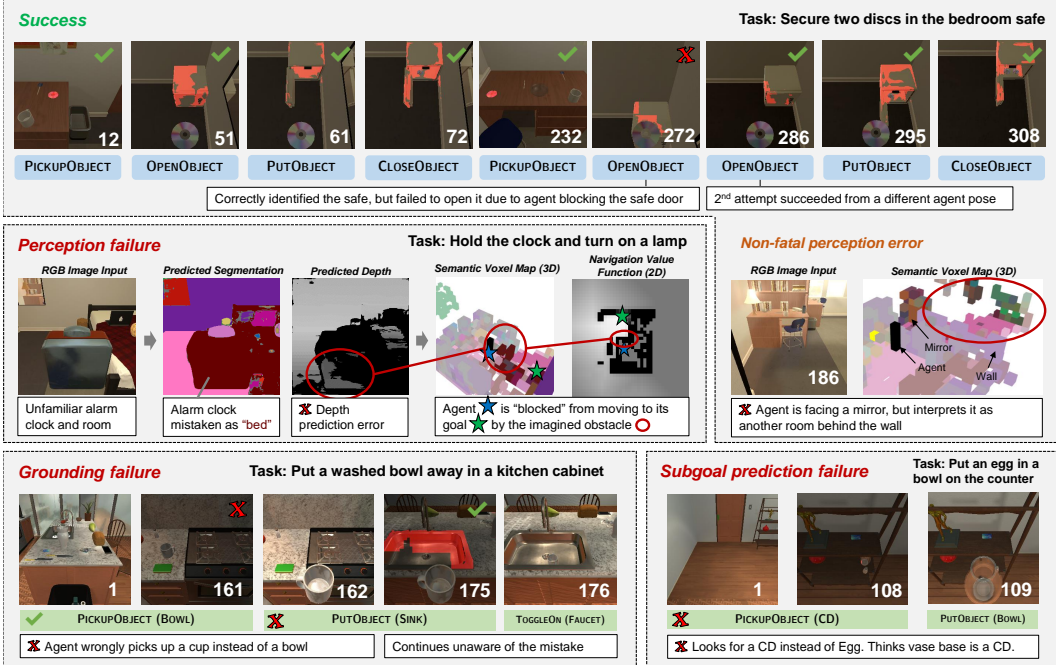 Success
Task: Secure two discs in the bedroom safe
12
51
61
72
232
272
286
295
308
PICKUPOBJECT
OPENOBJECT
PUTOBJECT
CLOSEOBJECT
PICKUPOBJECT
OPENOBJECT
OPENOBJECT
PUTOBJECT
CLOSEOBJECT
Correctly identified the safe, but failed to open it due to agent blocking the safe door
2nd attempt succeeded from a different agent pose
Perception failure
Task: Hold the clock and turn on a lamp
RGB Image Input
Predicted Segmentation
Predicted Depth
Semantic Voxel Map (3D)
Navigation Value
Function (2D)
Unfamiliar alarm
clock and room
Alarm clock
mistaken as “bed”
Depth
prediction error
Agent is “blocked” from moving to its
goal by the imagined obstacle
Non-fatal perception error
RGB Image Input
Semantic Voxel Map (3D)
186
Mirror
Agent
Wall
Agent is facing a mirror, but interprets it as
another room behind the wall
Grounding failure
Task: Put a washed bowl away in a kitchen cabinet
1
161
162
175
176
PICKUPOBJECT (BOWL)
PUTOBJECT (SINK)
TOGGLEON (FAUCET)
Agent wrongly picks up a cup instead of a bowl
Continues unaware of the mistake
Subgoal prediction failure
Task: Put an egg in a
bowl on the counter
1
108
109
PICKUPOBJECT (CD)
PUTOBJECT (BOWL)
Looks for a CD instead of Egg. Thinks vase base is a CD.